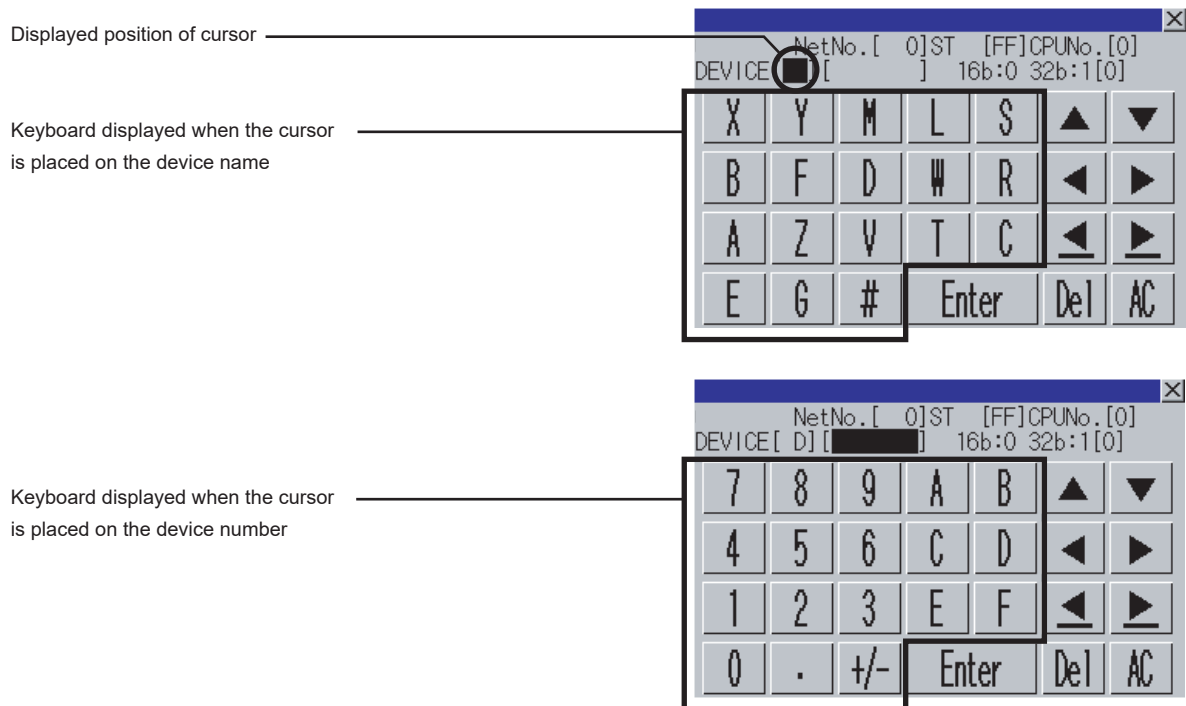 Displayed position of cursor
NetNo.[ 0]ST [FF]CPUNo.[0]
DEVICE[ ][ ] 16b:0 32b:1[0]
Keyboard displayed when the cursor
is placed on the device name
X Y M L S ▲ ▼
B F D W R ◀ ▶
A Z V T C ◀ ▶
E G # Enter Del AC
NetNo.[ 0]ST [FF]CPUNo.[0]
DEVICE[ D][ ] 16b:0 32b:1[0]
Keyboard displayed when the cursor
is placed on the device number
7 8 9 A B ▲ ▼
4 5 6 C D ◀ ▶
1 2 3 E F ◀ ▶
0 . +/- Enter Del AC